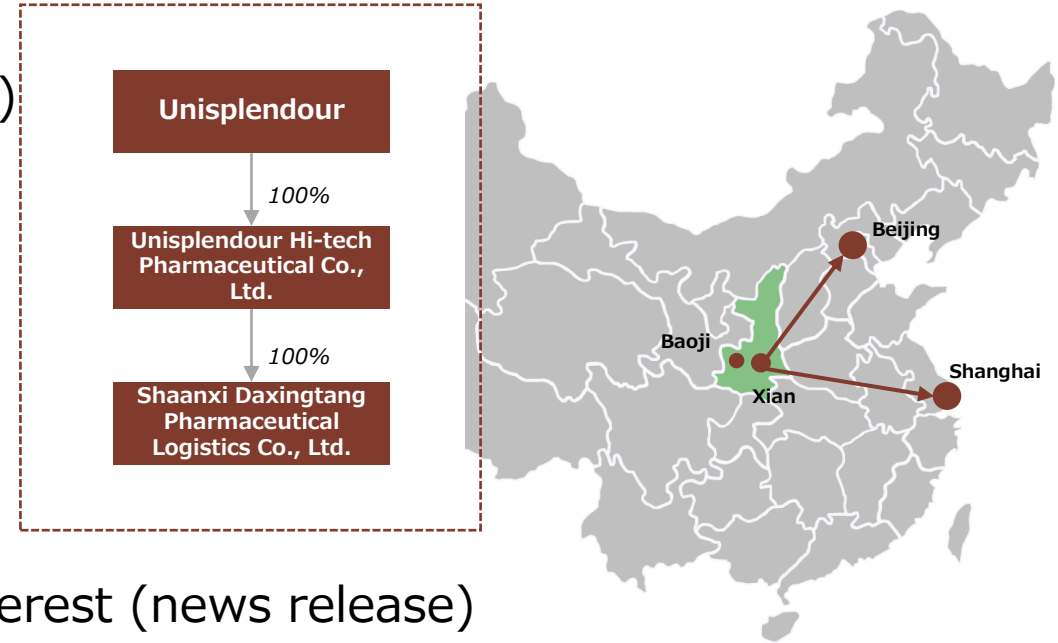 )
Unisplendour
100%
Unisplendour Hi-tech
Pharmaceutical Co.,
Ltd.
100%
Shaanxi Daxingtang
Pharmaceutical
Logistics Co., Ltd.
Beijing
Baoji
Xian
Shanghai
erest (news release)